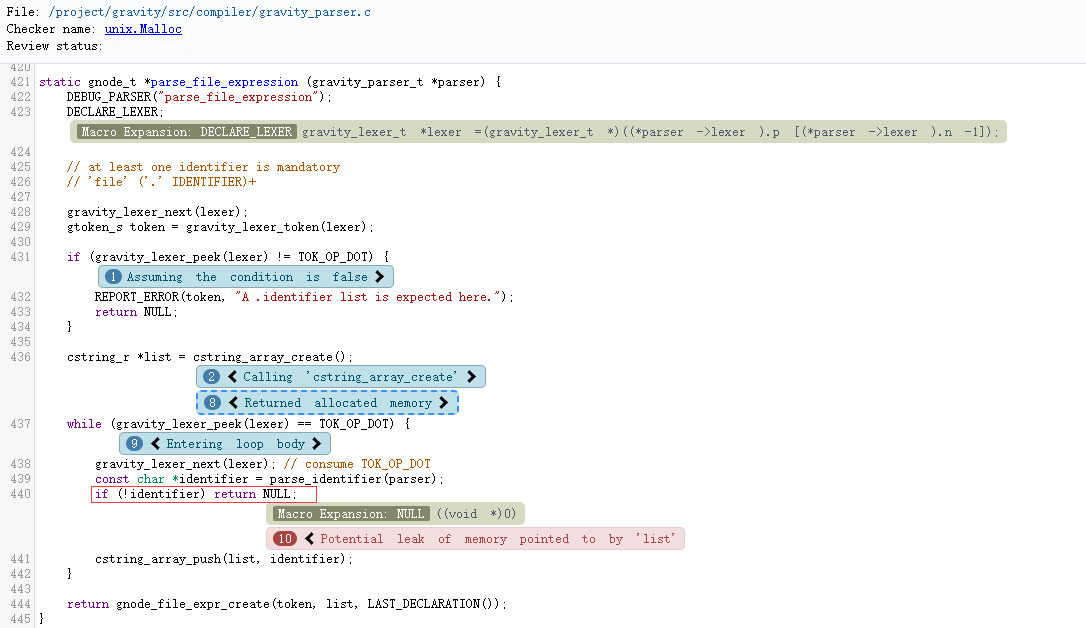 File: /project/gravity/src/compiler/gravity_parser.c
Checker name: unix.Malloc
Review status:
420
421 static gnode_t *parse_file_expression (gravity_parser_t *parser) {
422 DEBUG_PARSER("parse_file_expression");
423 DECLARE_LEXER;
Macro Expansion: DECLARE_LEXER gravity_lexer_t *lexer =(gravity_lexer_t *)((*parser ->lexer ).p [(*parser ->lexer ).n -1]);
424
425 // at least one identifier is mandatory
426 // 'file' ('.' IDENTIFIER)+
427
428 gravity_lexer_next(lexer);
429 gtoken_s token = gravity_lexer_token(lexer);
430
431 if (gravity_lexer_peek(lexer) != TOK_OP_DOT) {
1 Assuming the condition is false >
432 REPORT_ERROR(token, "A .identifier list is expected here.");
433 return NULL;
434 }
435
436 cstring_r *list = cstring_array_create();
2 < Calling 'cstring_array_create' >
8 < Returned allocated memory >
437 while (gravity_lexer_peek(lexer) == TOK_OP_DOT) {
9 < Entering loop body >
438 gravity_lexer_next(lexer); // consume TOK_OP_DOT
439 const char *identifier = parse_identifier(parser);
440 if (!identifier) return NULL;
Macro Expansion: NULL ((void *)0)
10 < Potential leak of memory pointed to by 'list'
441 cstring_array_push(list, identifier);
442 }
443
444 return gnode_file_expr_create(token, list, LAST_DECLARATION());
445 }